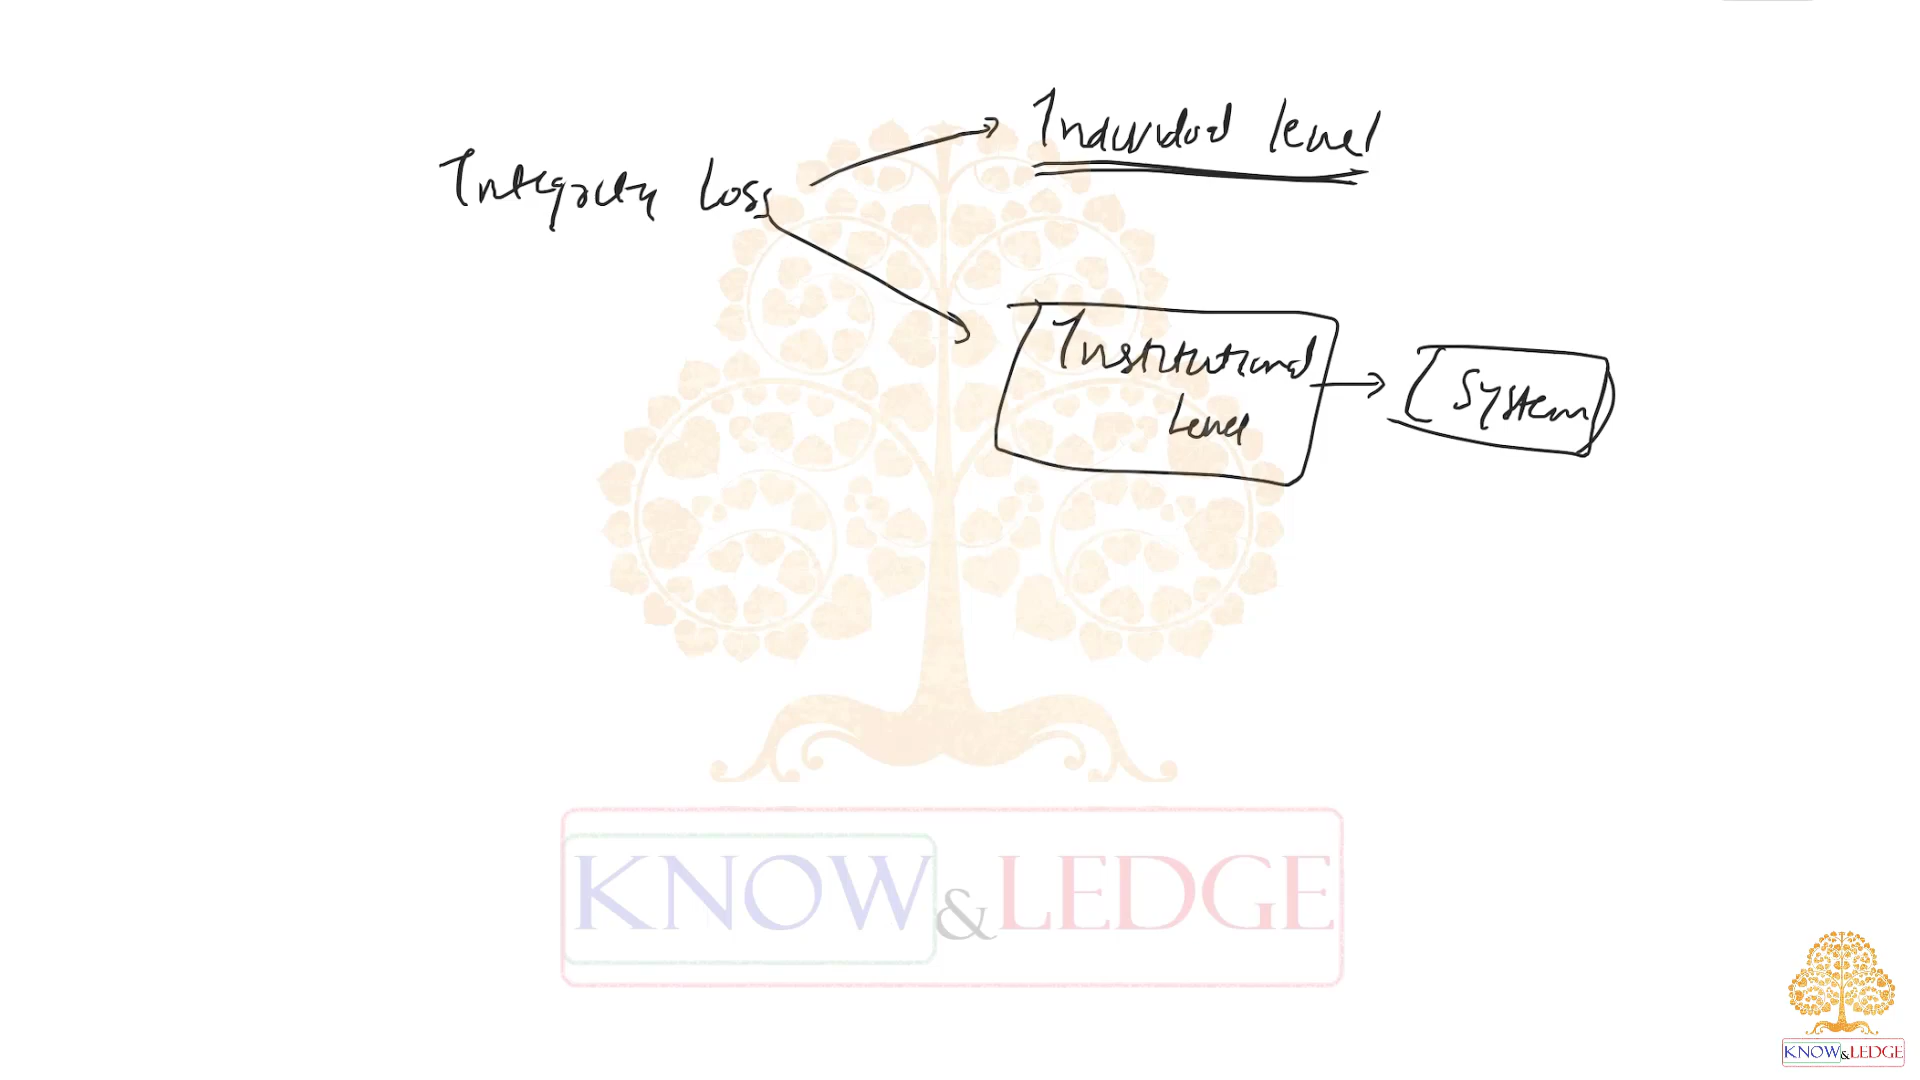 Integrity Loss
Individual level
Institutional
Level
System
KNOW&LEDGE
KNOW&LEDGE